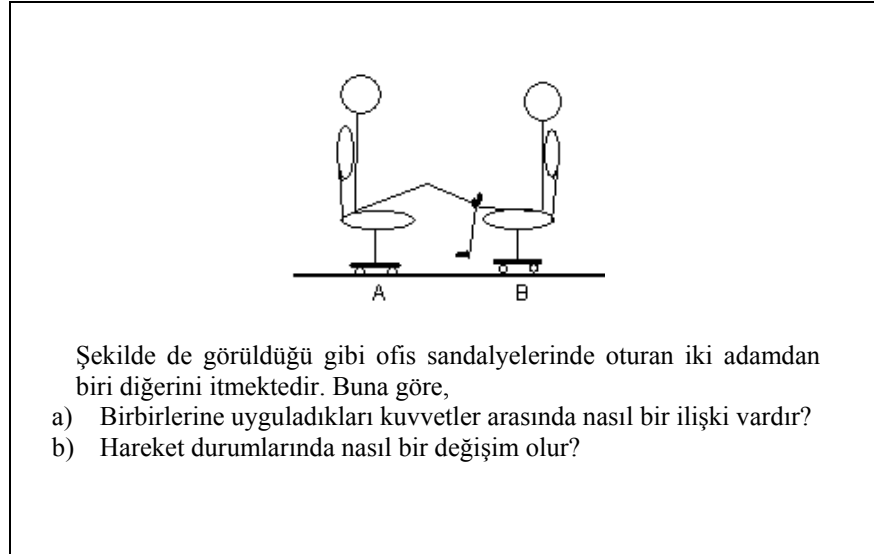 A B
Şekilde de görüldüğü gibi ofis sandalyelerinde oturan iki adamdan
biri diğerini itmektedir. Buna göre,
a) Birbirlerine uyguladıkları kuvvetler arasında nasıl bir ilişki vardır?
b) Hareket durumlarında nasıl bir değişim olur?